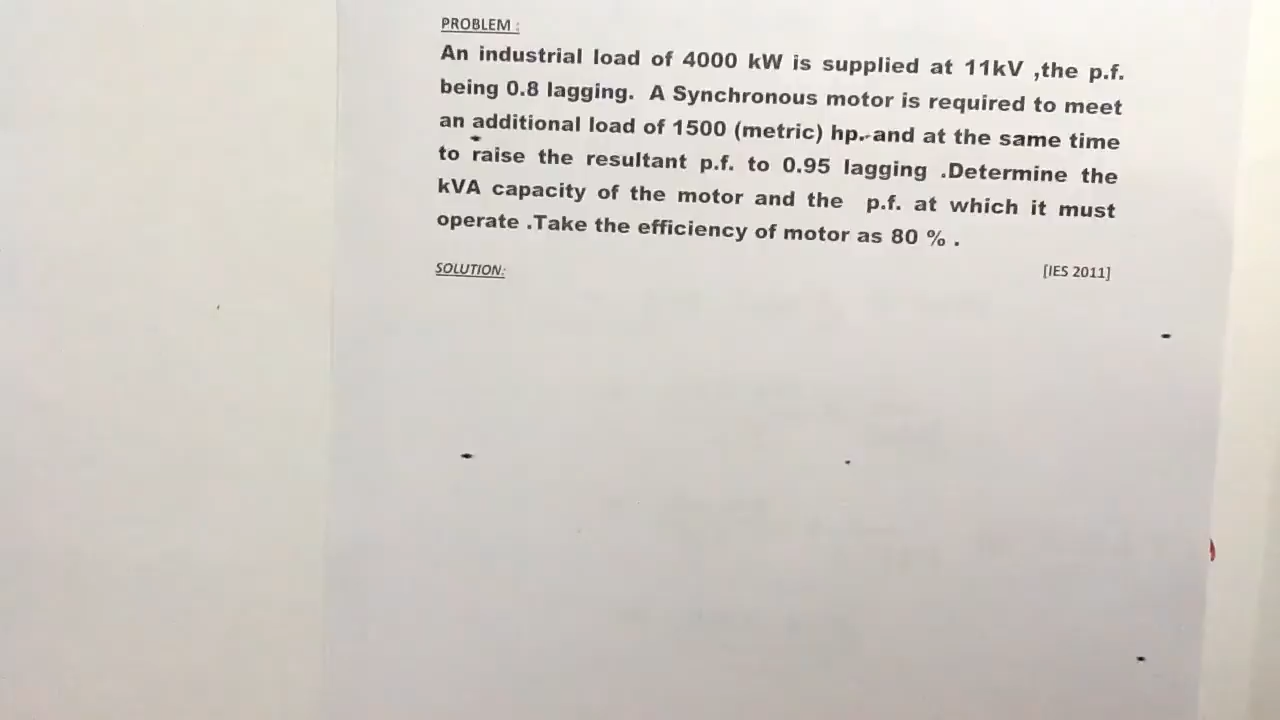 PROBLEM :
An industrial load of 4000 kW is supplied at 11kV ,the p.f.
being 0.8 lagging. A Synchronous motor is required to meet
an additional load of 1500 (metric) hp. and at the same time
to raise the resultant p.f. to 0.95 lagging .Determine the
kVA capacity of the motor and the p.f. at which it must
operate .Take the efficiency of motor as 80 % .
SOLUTION:
[IES 2011]